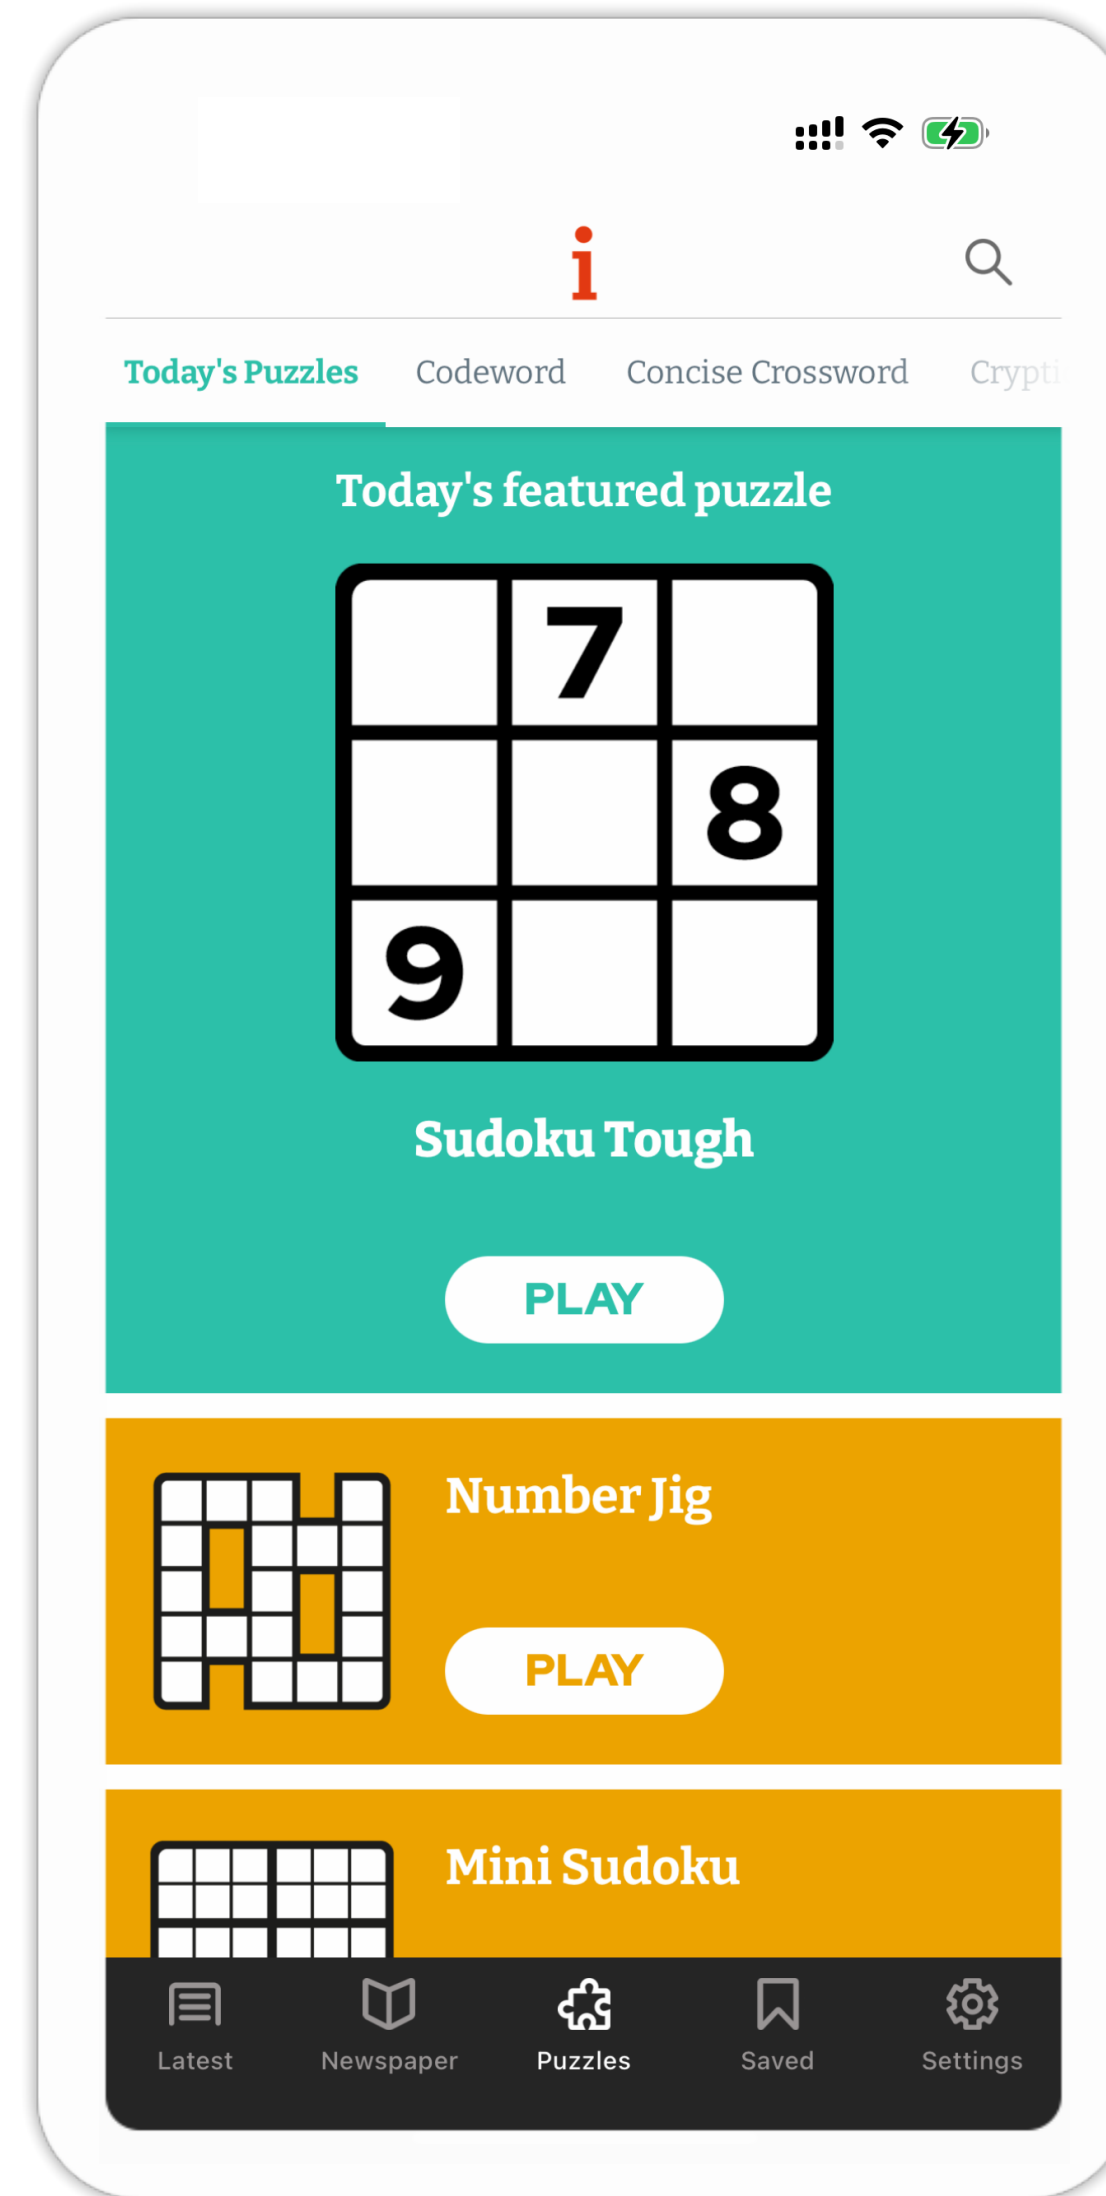 i
Today's Puzzles Codeword Concise Crossword Crypti
Today's featured puzzle
7
8
9
Sudoku Tough
PLAY
Number Jig
PLAY
Mini Sudoku
Latest Newspaper Puzzles Saved Settings